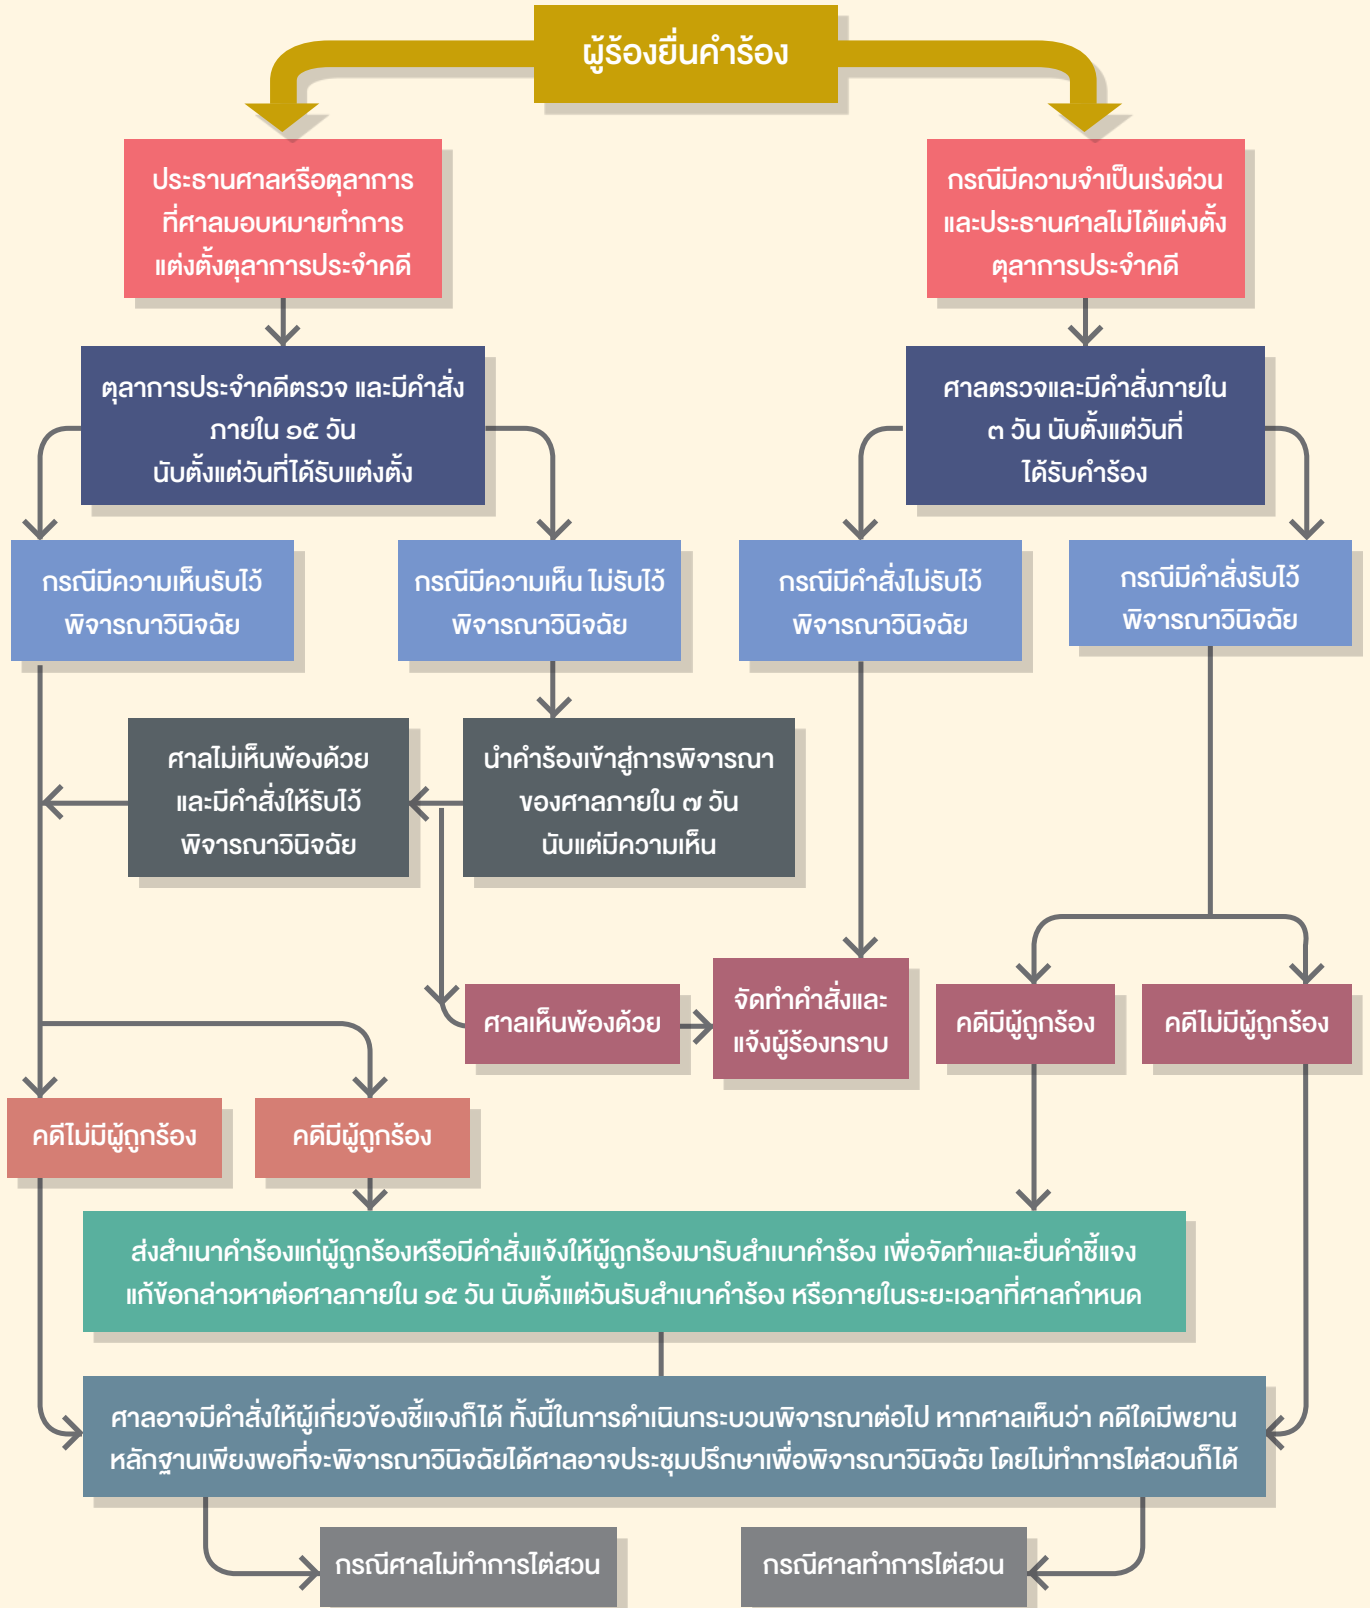 ผู้ร้องยื่นคำร้อง
ประธานศาลหรือตุลาการ
ที่ศาลมอบหมายทำการ
แต่งตั้งตุลาการประจำคดี
กรณีมีความจำเป็นเร่งด่วน
และประธานศาลไม่ได้แต่งตั้ง
ตุลาการประจำคดี
ตุลาการประจำคดีตรวจ และมีคำสั่ง
ภายใน ๑๕ วัน
นับตั้งแต่วันที่ได้รับแต่งตั้ง
ศาลตรวจและมีคำสั่งภายใน
๓ วัน นับตั้งแต่วันที่
ได้รับคำร้อง
กรณีมีความเห็นรับไว้
พิจารณาวินิจฉัย
กรณีมีความเห็น ไม่รับไว้
พิจารณาวินิจฉัย
กรณีมีคำสั่งไม่รับไว้
พิจารณาวินิจฉัย
กรณีมีคำสั่งรับไว้
พิจารณาวินิจฉัย
ศาลไม่เห็นพ้องด้วย
และมีคำสั่งให้รับไว้
พิจารณาวินิจฉัย
นำคำร้องเข้าสู่การพิจารณา
ของศาลภายใน ๗ วัน
นับแต่มีความเห็น
ศาลเห็นพ้องด้วย
จัดทำคำสั่งและ
แจ้งผู้ร้องทราบ
คดีมีผู้ถูกร้อง
คดีไม่มีผู้ถูกร้อง
คดีไม่มีผู้ถูกร้อง
คดีมีผู้ถูกร้อง
ส่งสำเนาคำร้องแก่ผู้ถูกร้องหรือมีคำสั่งแจ้งให้ผู้ถูกร้องมารับสำเนาคำร้อง เพื่อจัดทำและยื่นคำชี้แจง
แก้ข้อกล่าวหาต่อศาลภายใน ๑๕ วัน นับตั้งแต่วันรับสำเนาคำร้อง หรือภายในระยะเวลาที่ศาลกำหนด
ศาลอาจมีคำสั่งให้ผู้เกี่ยวข้องชี้แจงก็ได้ ทั้งนี้ในการดำเนินกระบวนพิจารณาต่อไป หากศาลเห็นว่า คดีใดมีพยาน
หลักฐานเพียงพอที่จะพิจารณาวินิจฉัยได้ศาลอาจประชุมปรึกษาเพื่อพิจารณาวินิจฉัย โดยไม่ทำการไต่สวนก็ได้
กรณีศาลไม่ทำการไต่สวน
กรณีศาลทำการไต่สวน